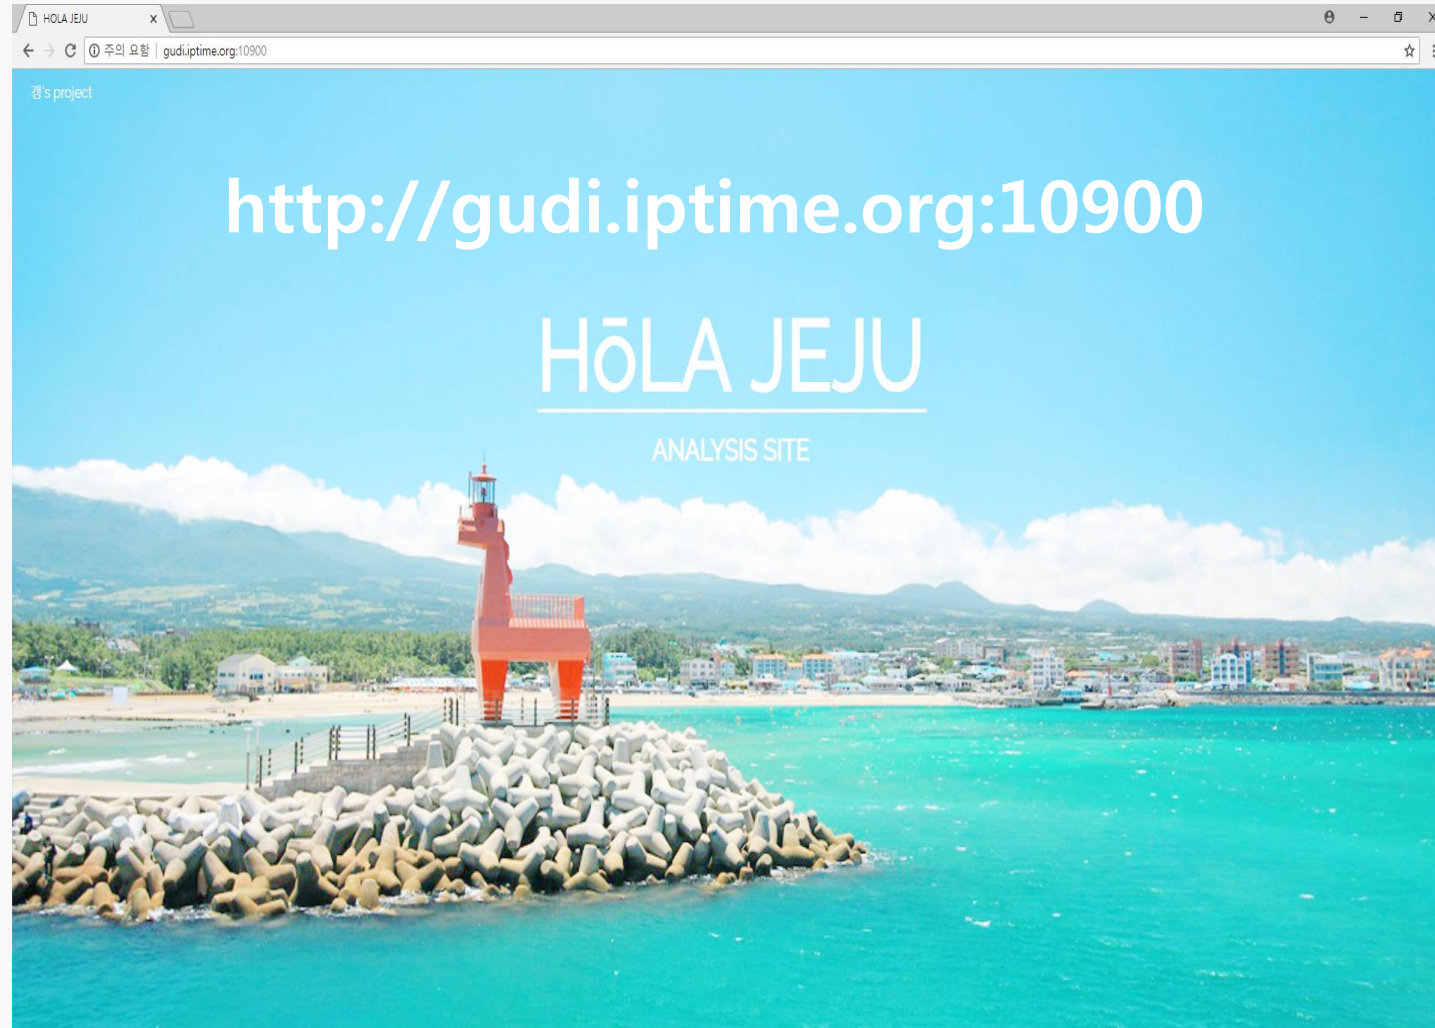 HOLA JEJU
주의 요함 | gudi.iptime.org:10900
갱's project
http://gudi.iptime.org:10900
HōLA JEJU
ANALYSIS SITE